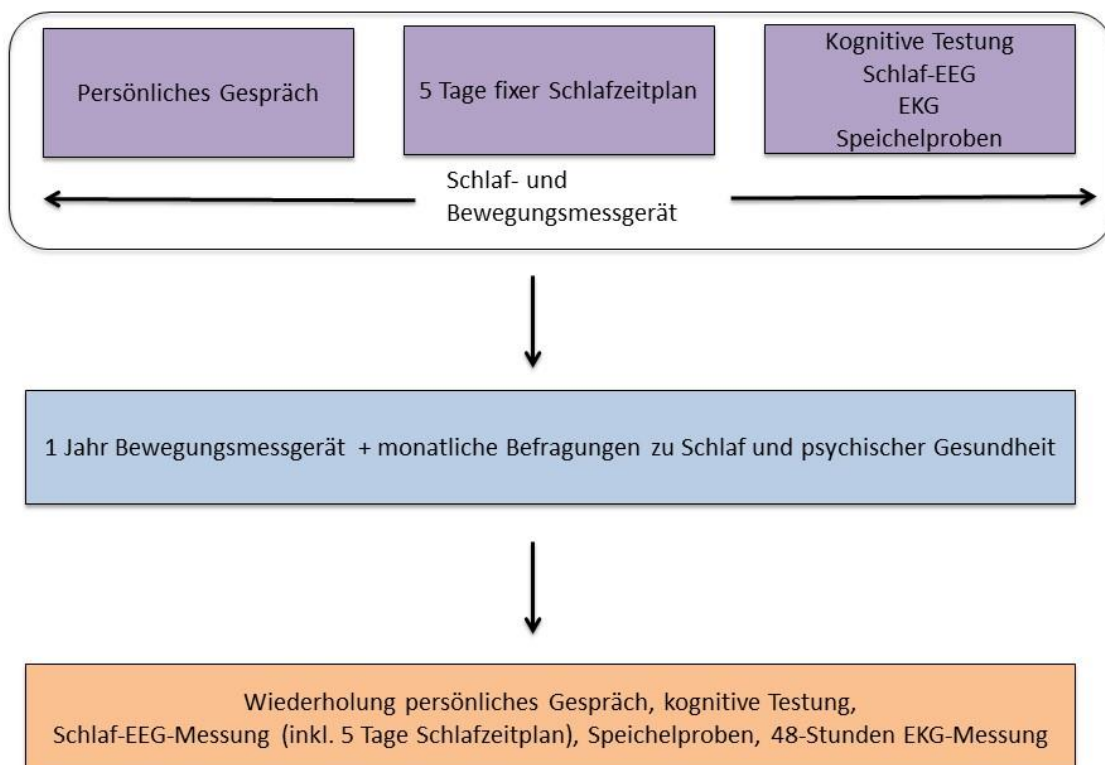 Persönliches Gespräch
5 Tage fixer Schlafzeitplan
Kognitive Testung
Schlaf-EEG
EKG
Speichelproben
Schlaf- und
Bewegungsmessgerät
1 Jahr Bewegungsmessgerät + monatliche Befragungen zu Schlaf und psychischer Gesundheit
Wiederholung persönliches Gespräch, kognitive Testung,
Schlaf-EEG-Messung (inkl. 5 Tage Schlafzeitplan), Speichelproben, 48-Stunden EKG-Messung